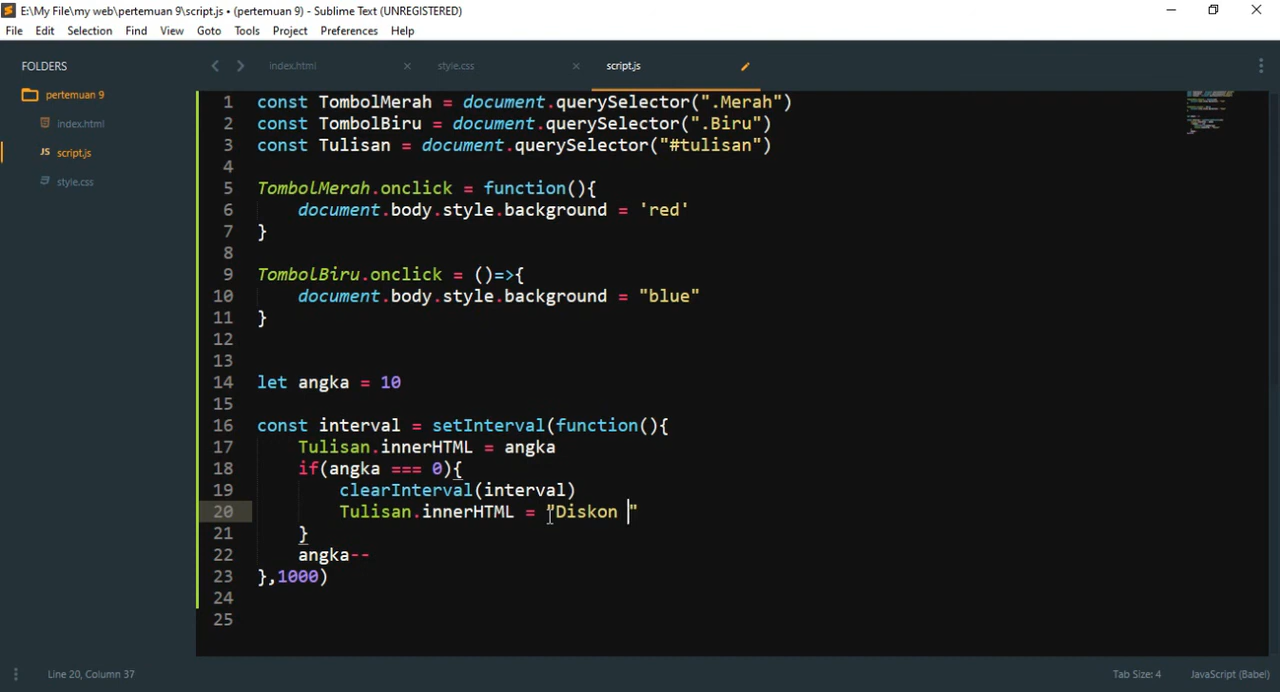 E:\My File\my web\pertemuan 9\script.js • (pertemuan 9) - Sublime Text (UNREGISTERED)
File Edit Selection Find View Goto Tools Project Preferences Help
FOLDERS
pertemuan 9
index.html
script.js
style.css
index.html style.css script.js
1 const TombolMerah = document.querySelector(".Merah")
2 const TombolBiru = document.querySelector(".Biru")
3 const Tulisan = document.querySelector("#tulisan")
4
5 TombolMerah.onclick = function(){
6 document.body.style.background = 'red'
7 }
8
9 TombolBiru.onclick = ()=>{
10 document.body.style.background = "blue"
11 }
12
13
14 let angka = 10
15
16 const interval = setInterval(function(){
17 Tulisan.innerHTML = angka
18 if(angka === 0){
19 clearInterval(interval)
20 Tulisan.innerHTML = "Diskon "
21 }
22 angka--
23 },1000)
24
25
Line 20, Column 37
Tab Size: 4 JavaScript (Babel)